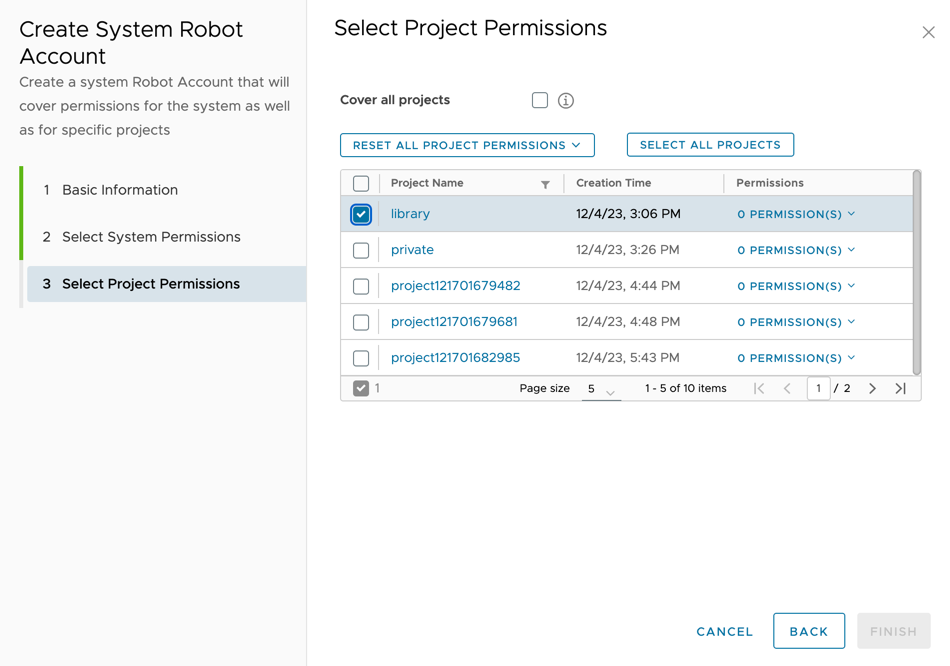 Create System Robot
Account
Create a system Robot Account that will
cover permissions for the system as well
as for specific projects
1 Basic Information
2 Select System Permissions
3 Select Project Permissions
Select Project Permissions
Cover all projects
RESET ALL PROJECT PERMISSIONS
SELECT ALL PROJECTS
Project Name Creation Time Permissions
library 12/4/23, 3:06 PM 0 PERMISSION(S)
private 12/4/23, 3:26 PM 0 PERMISSION(S)
project121701679482 12/4/23, 4:44 PM 0 PERMISSION(S)
project121701679681 12/4/23, 4:48 PM 0 PERMISSION(S)
project121701682985 12/4/23, 5:43 PM 0 PERMISSION(S)
1 Page size 5 1 - 5 of 10 items 1 / 2
CANCEL BACK FINISH